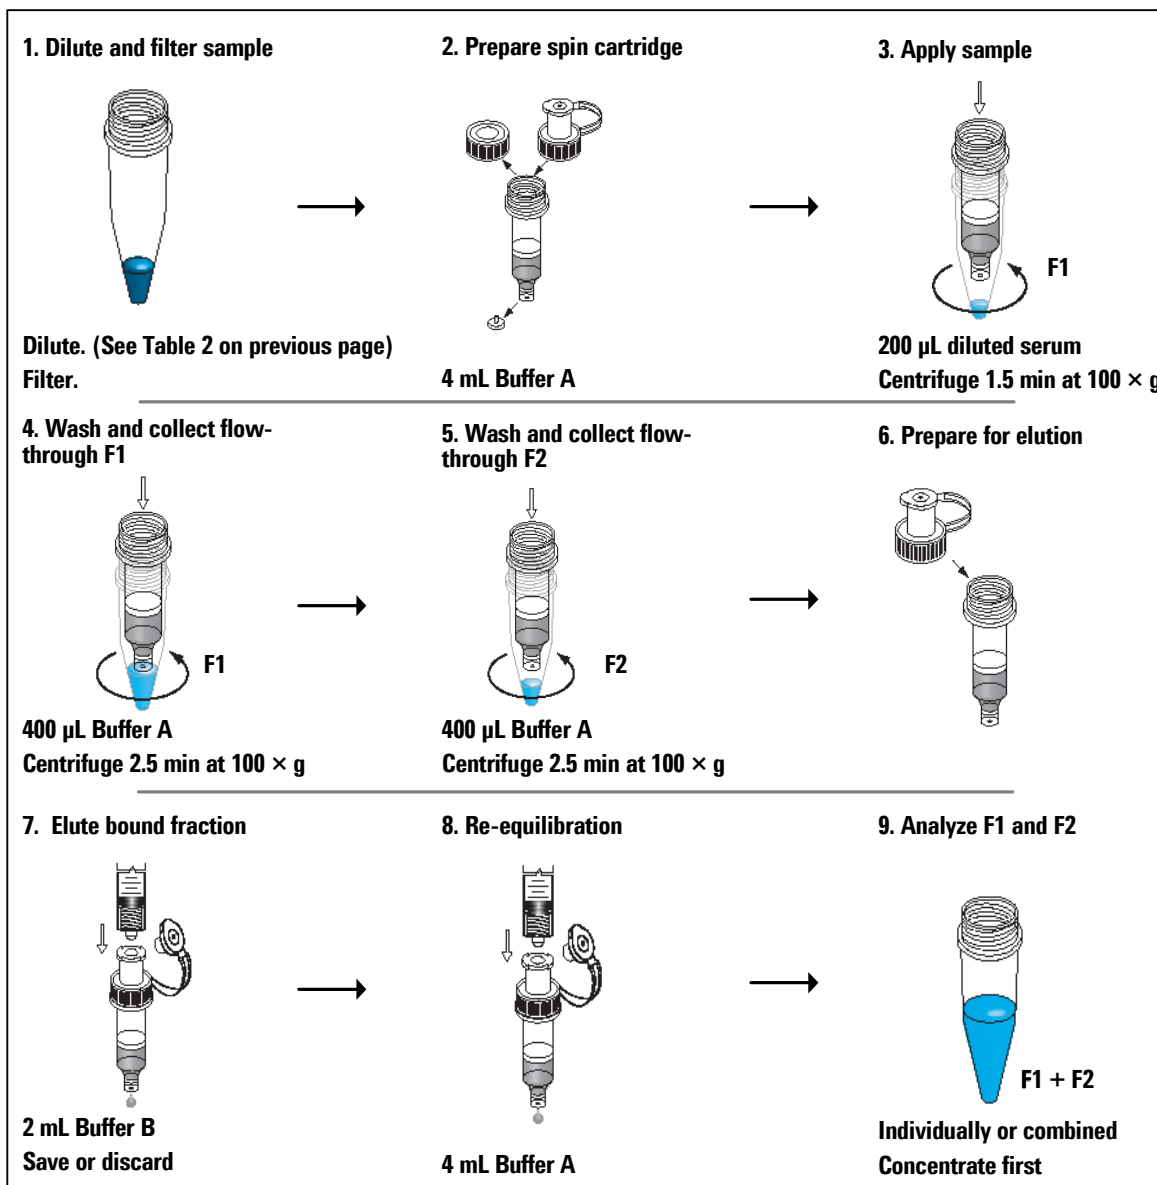 1. Dilute and filter sample
Dilute. (See Table 2 on previous page)
Filter.
2. Prepare spin cartridge
4 mL Buffer A
3. Apply sample
F1
200 µL diluted serum
Centrifuge 1.5 min at 100 × g
4. Wash and collect flow-
through F1
F1
400 µL Buffer A
Centrifuge 2.5 min at 100 × g
5. Wash and collect flow-
through F2
F2
400 µL Buffer A
Centrifuge 2.5 min at 100 × g
6. Prepare for elution
7. Elute bound fraction
2 mL Buffer B
Save or discard
8. Re-equilibration
4 mL Buffer A
9. Analyze F1 and F2
F1 + F2
Individually or combined
Concentrate first